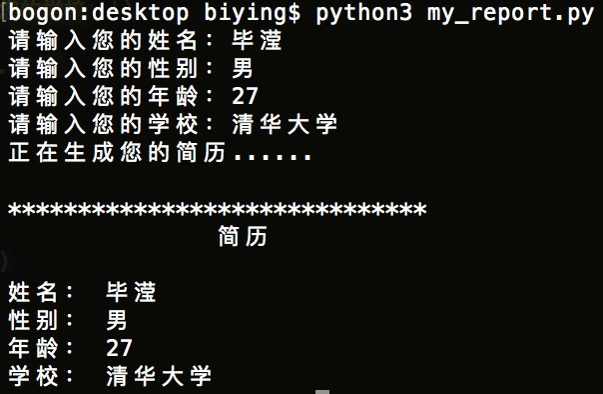 [bogon:desktop biying$ python3 my_report.py
请输入您的姓名：毕滢
请输入您的性别：男
请输入您的年龄：27
请输入您的学校：清华大学
正在生成您的简历......
******************************
简历
姓名： 毕滢
性别： 男
年龄： 27
学校： 清华大学